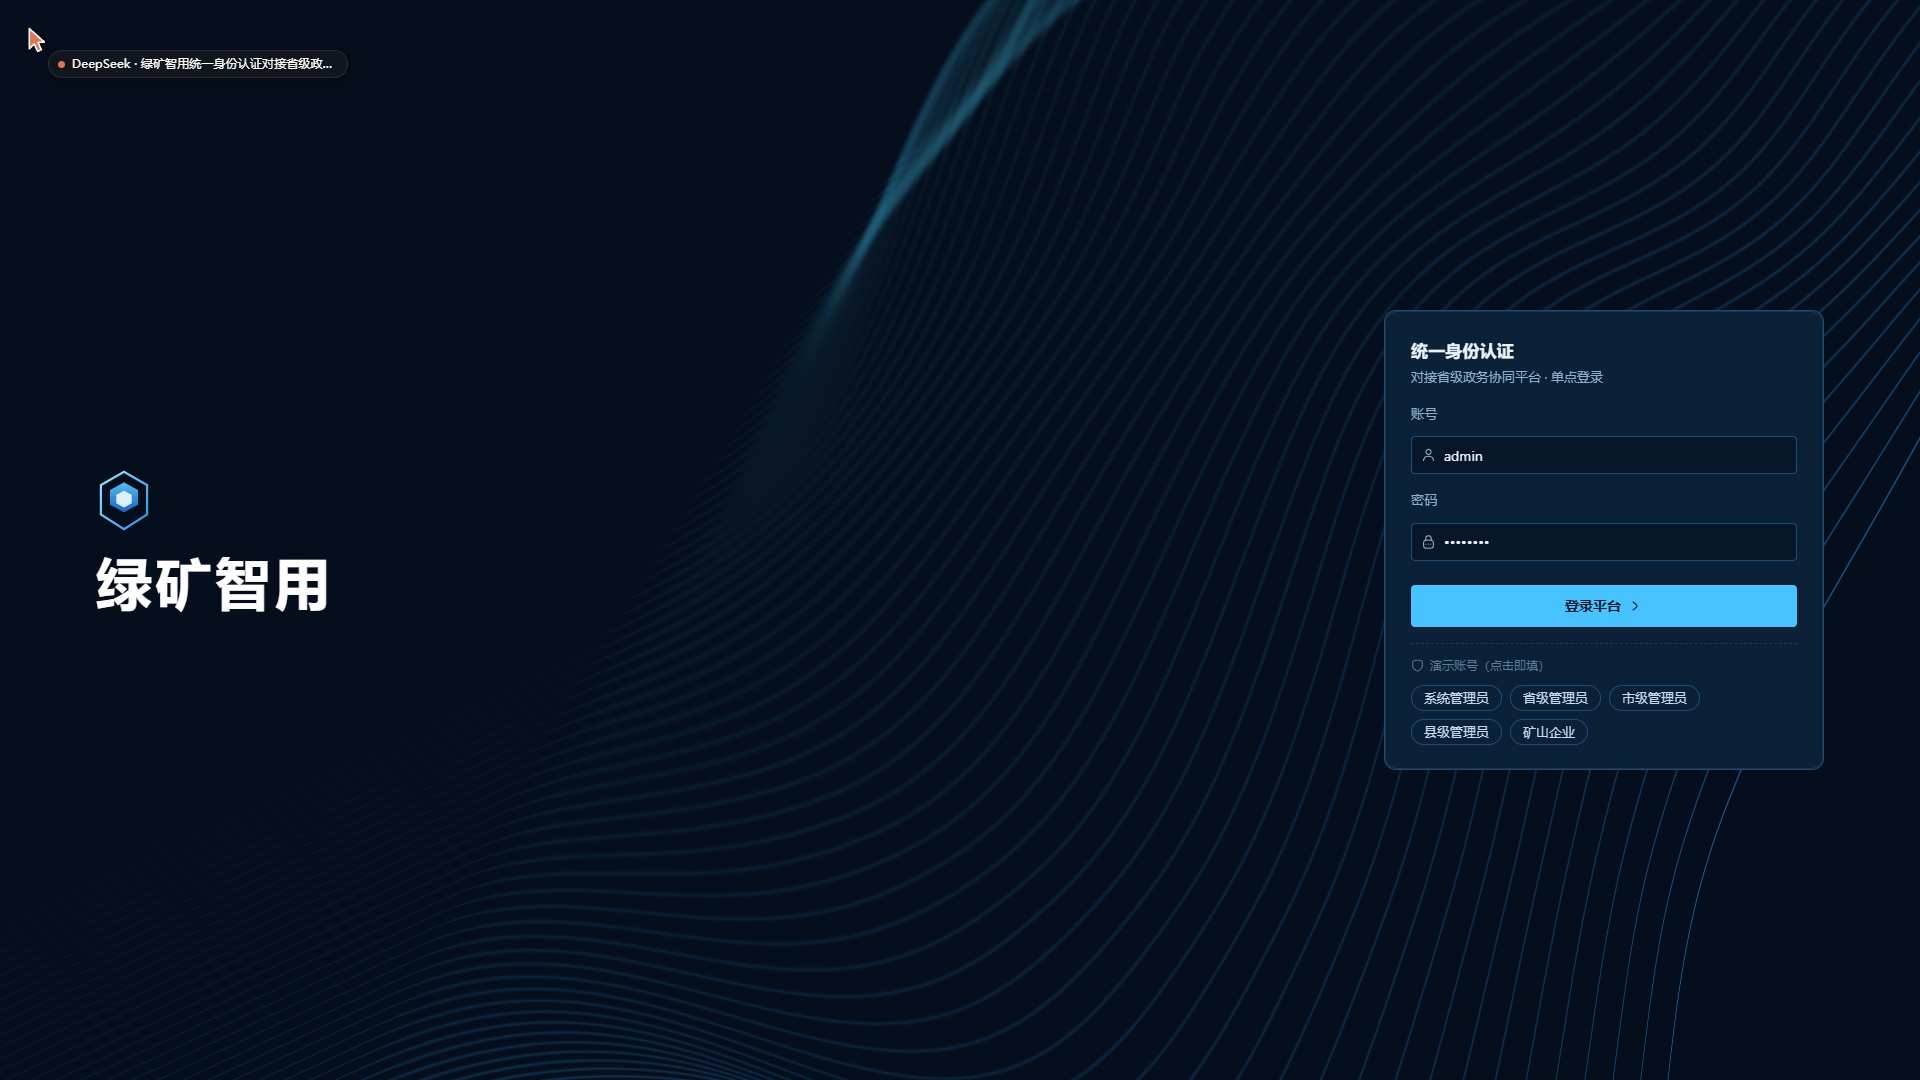 DeepSeek · 绿矿智用统一身份认证对接省级政...
绿矿智用
统一身份认证
对接省级政务协同平台 · 单点登录
账号
admin
密码
••••••••
登录平台
演示账号（点击即填）
系统管理员 省级管理员 市级管理员
县级管理员 矿山企业